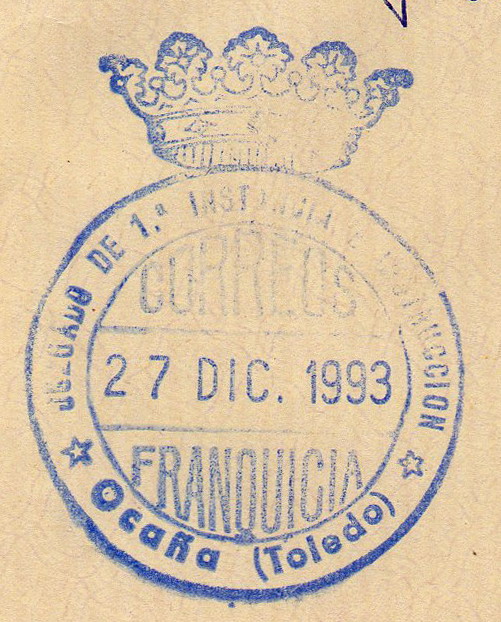 JUZGADO DE 1.ª INSTANCIA E INSTRUCCION
CORREOS
27 DIC. 1993
FRANQUICIA
Ocaña (Toledo)